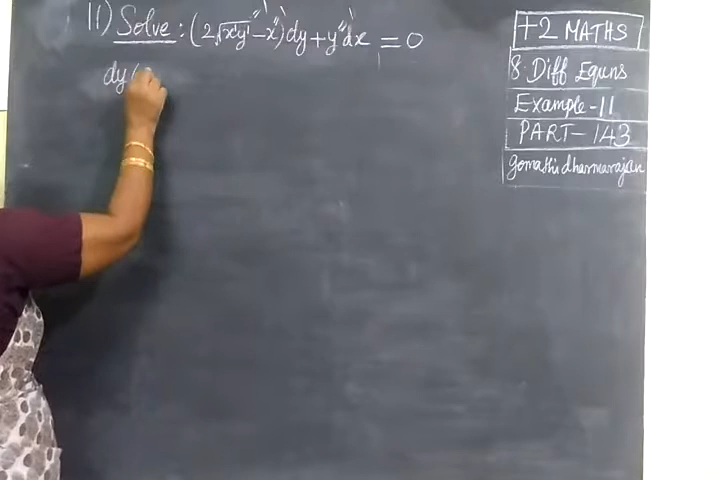 11) Solve : (2√xy - x) dy + y dx = 0
dy (
+2 MATHS
8. Diff Equns
Example-11
PART-143
gomathi dharmarajan